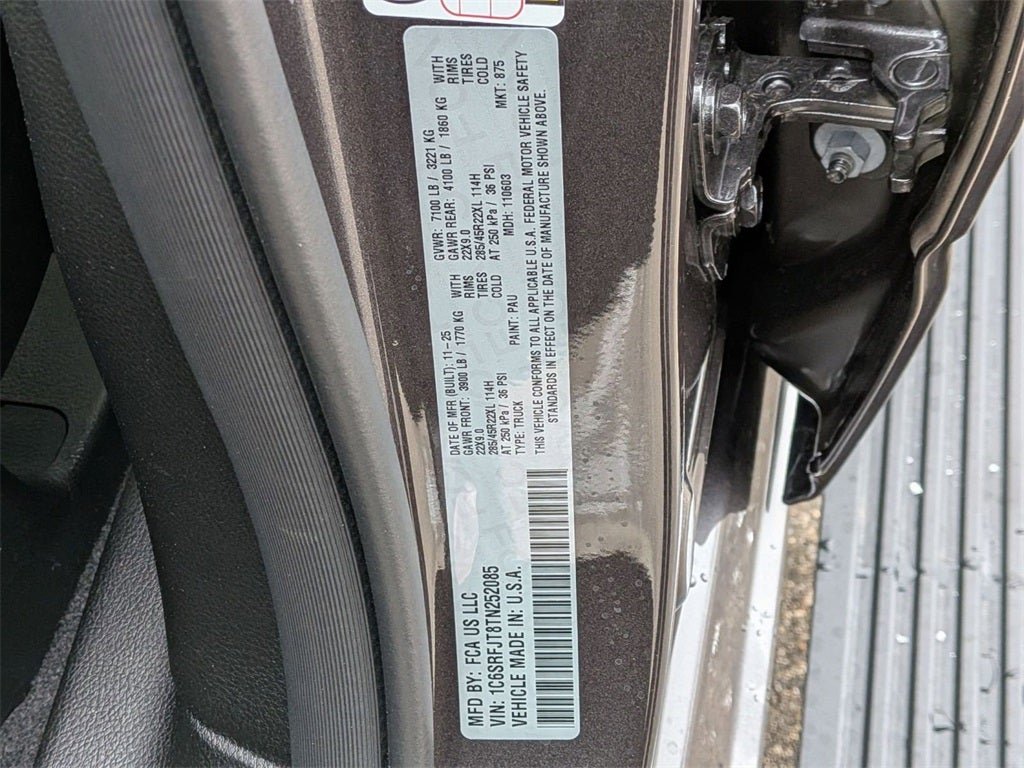 MFD BY: FCA US LLC
VIN: 1C6SRFJT8TN252085
VEHICLE MADE IN: U.S.A.
DATE OF MFR (BUILT): 11-25 GVWR: 7100 LB / 3221 KG
GAWR FRONT: 3900 LB / 1770 KG WITH GAWR REAR: 4100 LB / 1860 KG WITH
22X9.0 RIMS 22X9.0 RIMS
285/45R22XL 114H TIRES 285/45R22XL 114H TIRES
AT 250 kPa / 36 PSI COLD AT 250 kPa / 36 PSI COLD
TYPE: TRUCK PAINT: PAU MDH: 110603 MKT: 875
THIS VEHICLE CONFORMS TO ALL APPLICABLE U.S.A. FEDERAL MOTOR VEHICLE SAFETY
STANDARDS IN EFFECT ON THE DATE OF MANUFACTURE SHOWN ABOVE.